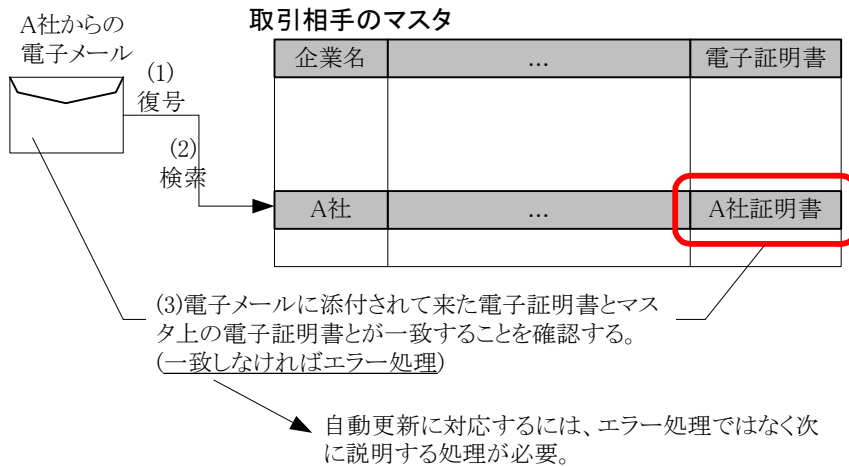 取引相手のマスタ
A社からの
電子メール
企業名 … 電子証明書
(1)
復号
(2)
検索
A社 … A社証明書
(3)電子メールに添付されて来た電子証明書とマス
タ上の電子証明書とが一致することを確認する。
(一致しなければエラー処理)
自動更新に対応するには、エラー処理ではなく次
に説明する処理が必要。